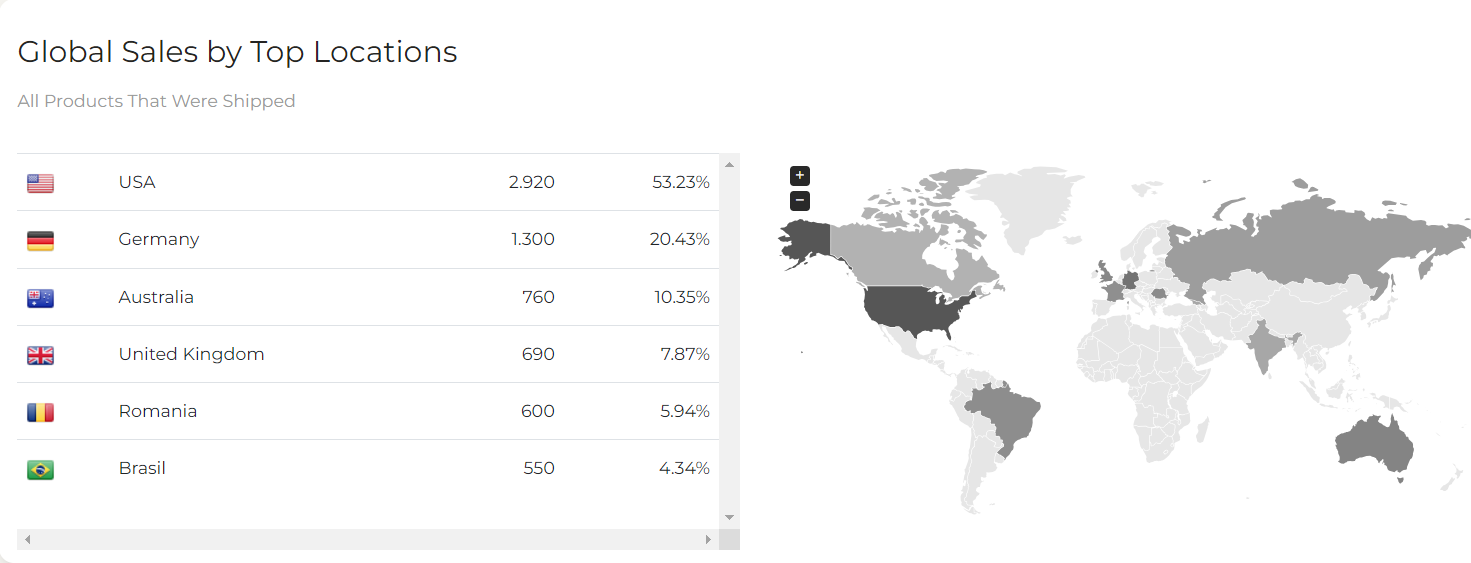 Global Sales by Top Locations
All Products That Were Shipped
USA 2.920 53.23%
Germany 1.300 20.43%
Australia 760 10.35%
United Kingdom 690 7.87%
Romania 600 5.94%
Brasil 550 4.34%
+
−